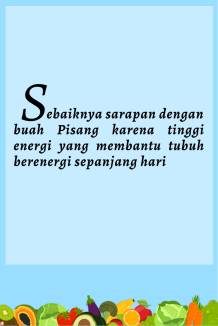 Sebaiknya sarapan dengan
buah Pisang karena tinggi
energi yang membantu tubuh
berenergi sepanjang hari